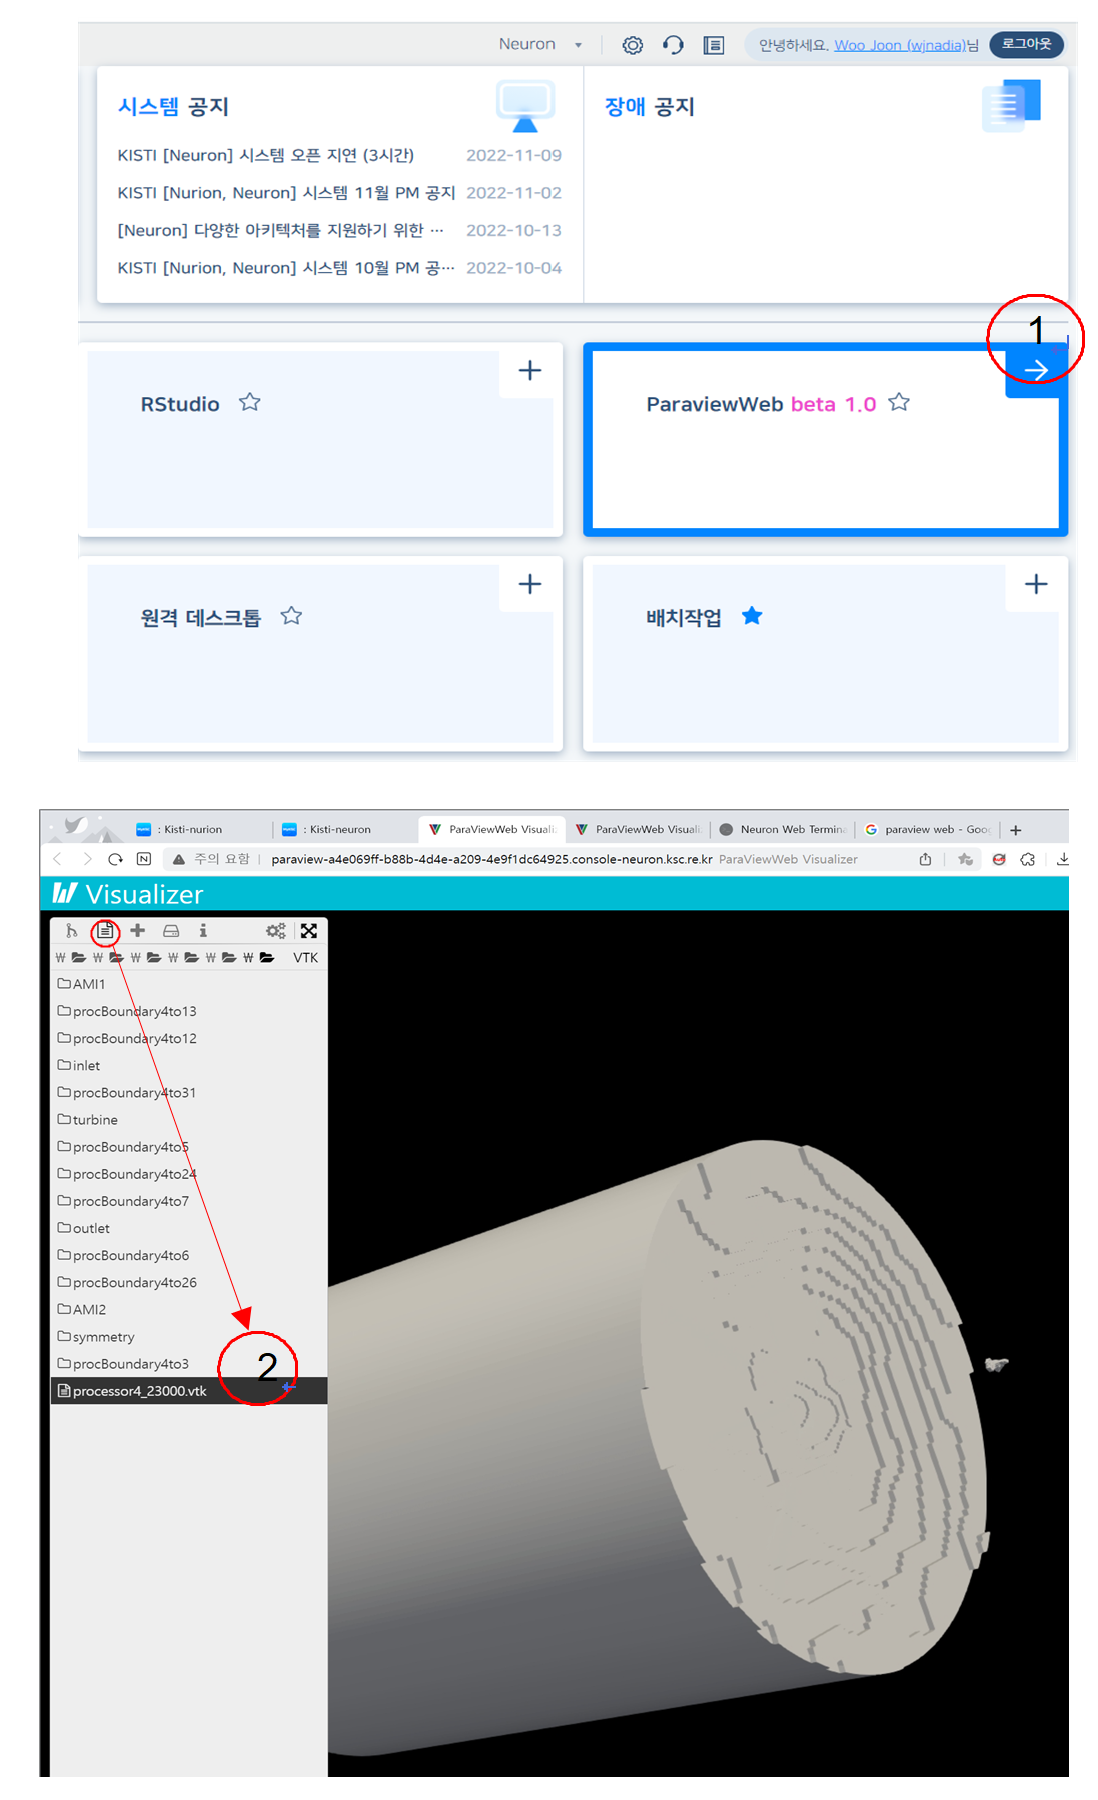 Neuron
안녕하세요. Woo Joon (wjnadia)님
로그아웃
시스템 공지
KISTI [Neuron] 시스템 오픈 지연 (3시간) 2022-11-09
KISTI [Nurion, Neuron] 시스템 11월 PM 공지 2022-11-02
[Neuron] 다양한 아키텍처를 지원하기 위한 ... 2022-10-13
KISTI [Nurion, Neuron] 시스템 10월 PM 공... 2022-10-04
장애 공지
1
RStudio
ParaviewWeb beta 1.0
원격 데스크톱
배치작업
: Kisti-nurion
: Kisti-neuron
ParaViewWeb Visuali
ParaViewWeb Visuali
Neuron Web Termina
paraview web - Goog
주의 요함 | paraview-a4e069ff-b88b-4d4e-a209-4e9f1dc64925.console-neuron.ksc.re.kr ParaViewWeb Visualizer
Visualizer
₩ ₩ ₩ ₩ ₩ ₩ VTK
AMI1
procBoundary4to13
procBoundary4to12
inlet
procBoundary4to31
turbine
procBoundary4to5
procBoundary4to24
procBoundary4to7
outlet
procBoundary4to6
procBoundary4to26
AMI2
symmetry
procBoundary4to3
2
processor4_23000.vtk